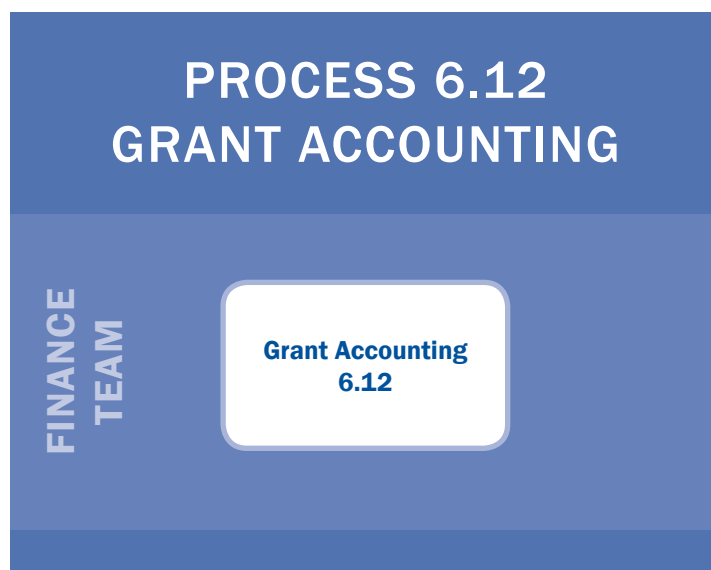 PROCESS 6.12
GRANT ACCOUNTING
FINANCE
TEAM
Grant Accounting
6.12